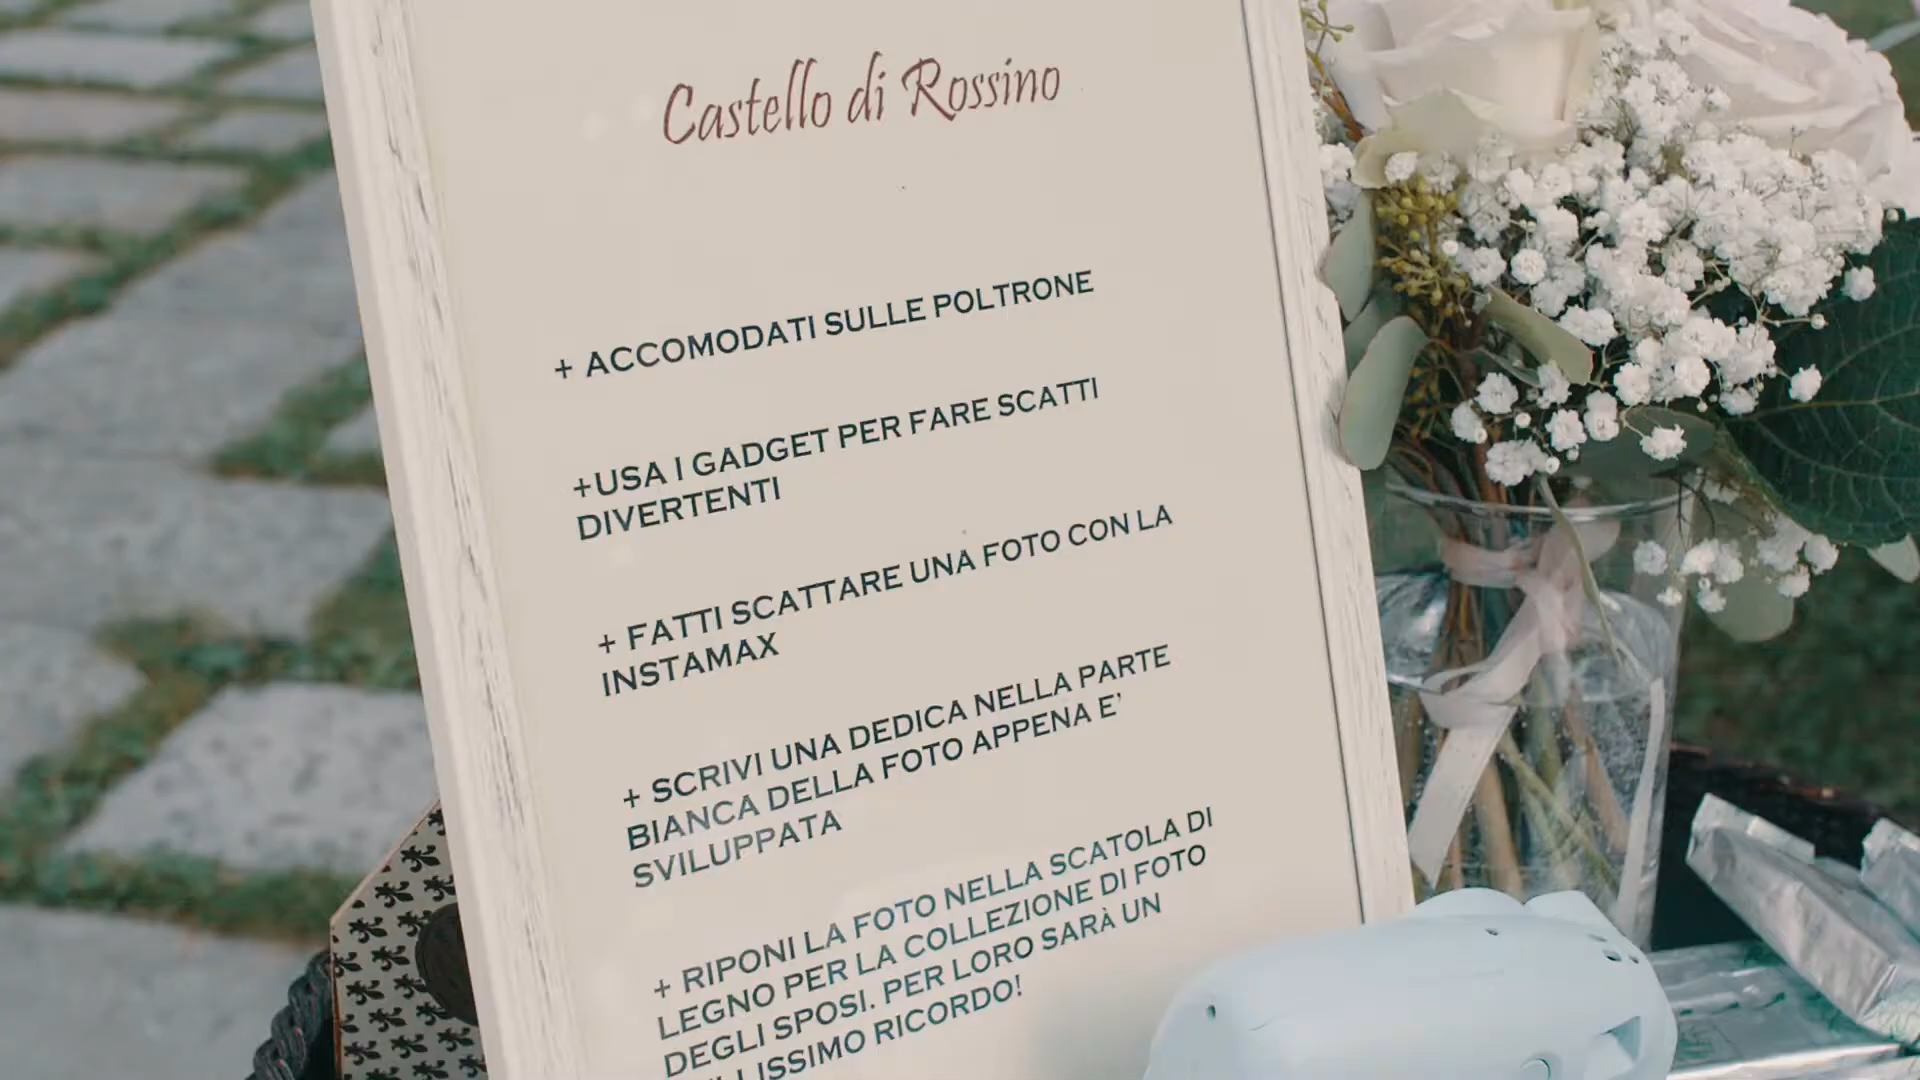 Castello di Rossino
+ ACCOMODATI SULLE POLTRONE
+USA I GADGET PER FARE SCATTI
DIVERTENTI
+ FATTI SCATTARE UNA FOTO CON LA
INSTAMAX
+ SCRIVI UNA DEDICA NELLA PARTE
BIANCA DELLA FOTO APPENA E'
SVILUPPATA
+ RIPONI LA FOTO NELLA SCATOLA DI
LEGNO PER LA COLLEZIONE DI FOTO
DEGLI SPOSI. PER LORO SARÀ UN
RICORDO!